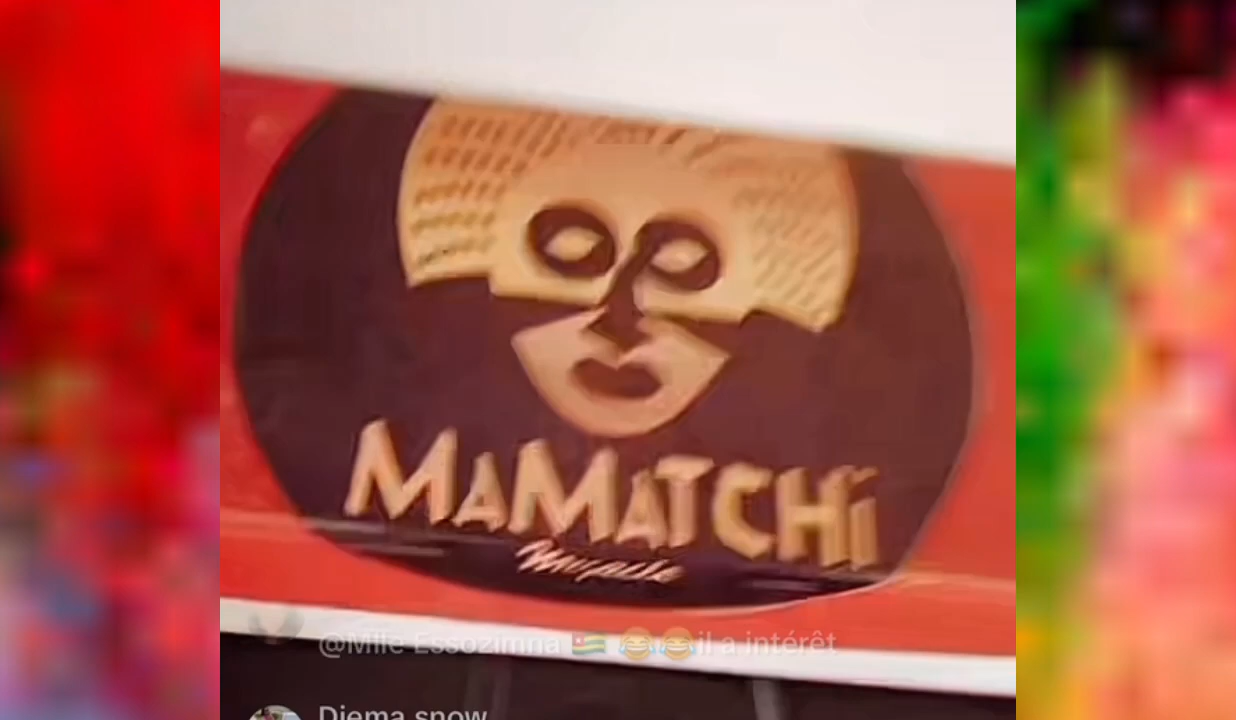 MAMATCHi
@Mlle Essozimna 🇹🇬 😂😂il a intérêt
Djema snow